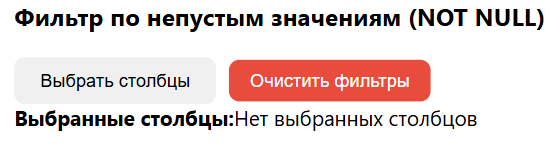 Фильтр по непустым значениям (NOT NULL)
Выбрать столбцы Очистить фильтры
Выбранные столбцы:Нет выбранных столбцов